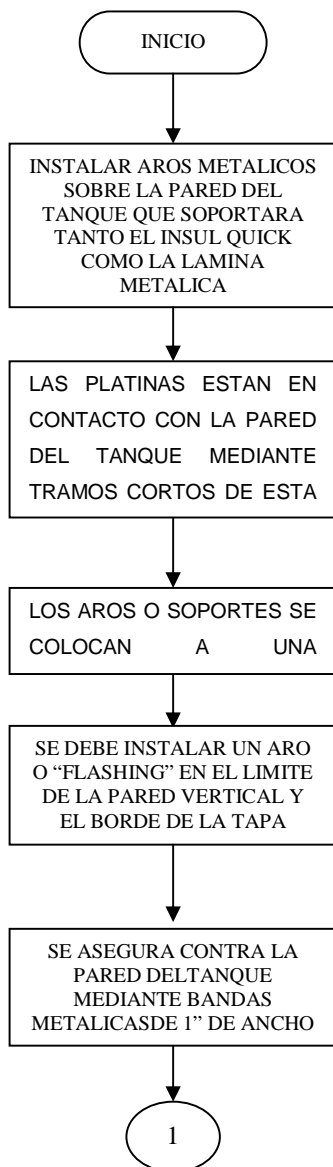 INICIO
INSTALAR AROS METALICOS
SOBRE LA PARED DEL
TANQUE QUE SOPORTARA
TANTO EL INSUL QUICK
COMO LA LAMINA
METALICA
LAS PLATINAS ESTAN EN
CONTACTO CON LA PARED
DEL TANQUE MEDIANTE
TRAMOS CORTOS DE ESTA
LOS AROS O SOPORTES SE
COLOCAN A UNA
SE DEBE INSTALAR UN ARO
O “FLASHING” EN EL LIMITE
DE LA PARED VERTICAL Y
EL BORDE DE LA TAPA
SE ASEGURA CONTRA LA
PARED DELTANQUE
MEDIANTE BANDAS
METALICASDE 1” DE ANCHO
1